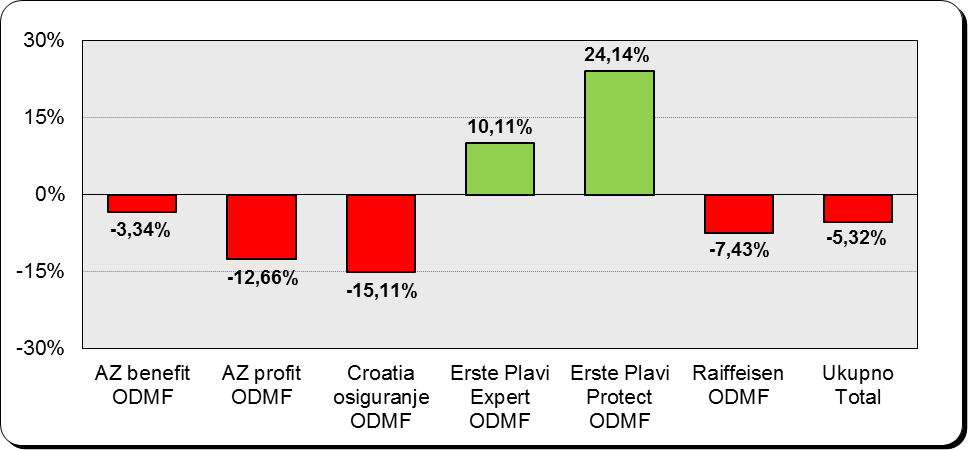 30%
15%
0%
-15%
-30%
-3,34%
-12,66%
-15,11%
10,11%
24,14%
-7,43%
-5,32%
AZ benefit
ODMF
AZ profit
ODMF
Croatia
osiguranje
ODMF
Erste Plavi
Expert
ODMF
Erste Plavi
Protect
ODMF
Raiffeisen
ODMF
Ukupno
Total